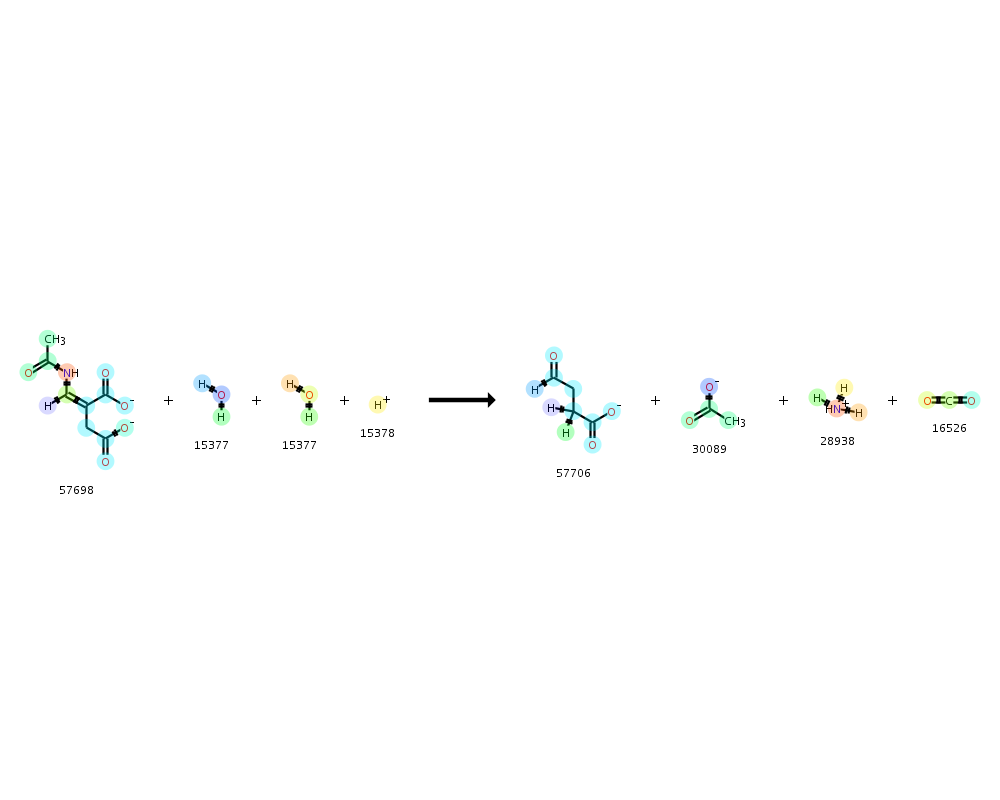 CH3
O
NH
H
O
O-
O-
O
57698
+
H
O
H
15377
+
H
O
H
15377
+
H+
15378
O
H
H
H
O-
O
57706
+
O-
O
CH3
30089
+
H
H
HN+
H
28938
+
O
C
O
16526